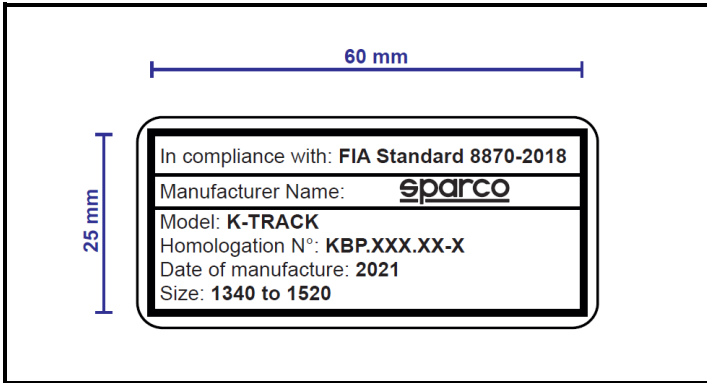 60 mm
25 mm
In compliance with: FIA Standard 8870-2018
Manufacturer Name: sparco
Model: K-TRACK
Homologation N°: KBP.XXX.XX-X
Date of manufacture: 2021
Size: 1340 to 1520